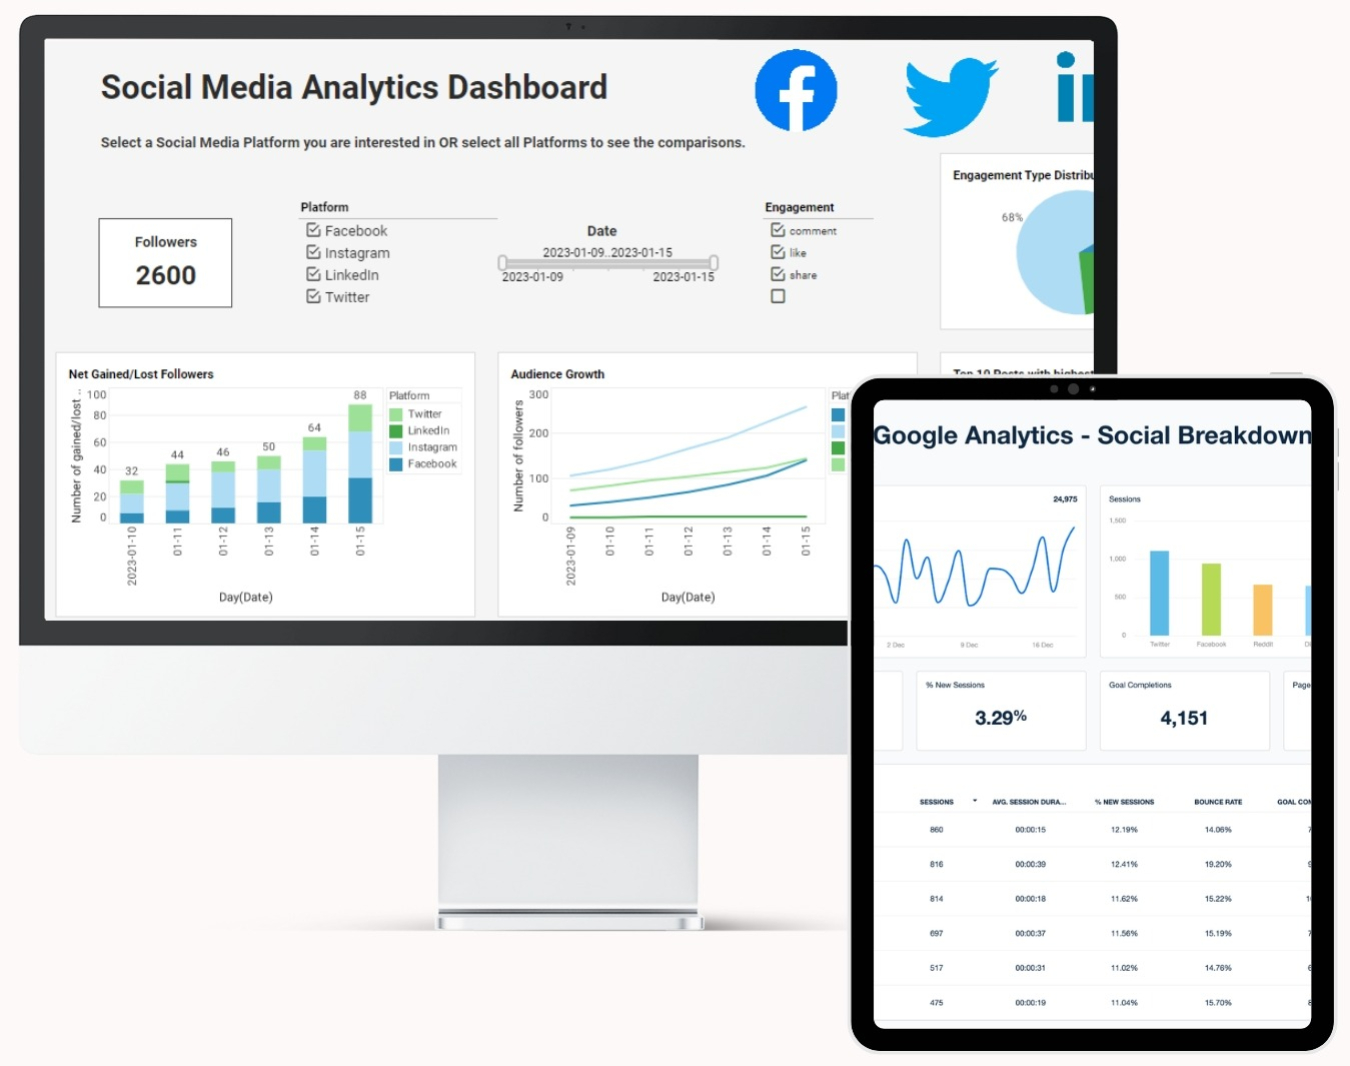 Social Media Analytics Dashboard
Select a Social Media Platform you are interested in OR select all Platforms to see the comparisons.
Followers
2600
Platform
Facebook
Instagram
LinkedIn
Twitter
Date
2023-01-09..2023-01-15
2023-01-09 2023-01-15
Engagement
comment
like
share
in
Engagement Type Distribu
68%
Net Gained/Lost Followers
Number of gained/lost ..
100
80
60
40
20
0
32
44
46
50
64
88
2023-01-10
01-11
01-12
01-13
01-14
01-15
Day(Date)
Platform
Twitter
LinkedIn
Instagram
Facebook
Audience Growth
Number of followers
300
200
100
0
2023-01-09
01-10
01-11
01-12
01-13
01-14
01-15
Day(Date)
Plat
Top 10 Posts with highest
Google Analytics - Social Breakdown
24,975
2 Dec 9 Dec 16 Dec
Sessions
1,500
1,000
500
0
Twitter Facebook Reddit
% New Sessions
3.29%
Goal Completions
4,151
Page
SESSIONS AVG. SESSION DURA... % NEW SESSIONS BOUNCE RATE GOAL COM
860 00:00:15 12.19% 14.06%
816 00:00:39 12.41% 19.20%
814 00:00:18 11.62% 15.22%
697 00:00:37 11.56% 15.19%
517 00:00:31 11.02% 14.76%
475 00:00:19 11.04% 15.70%